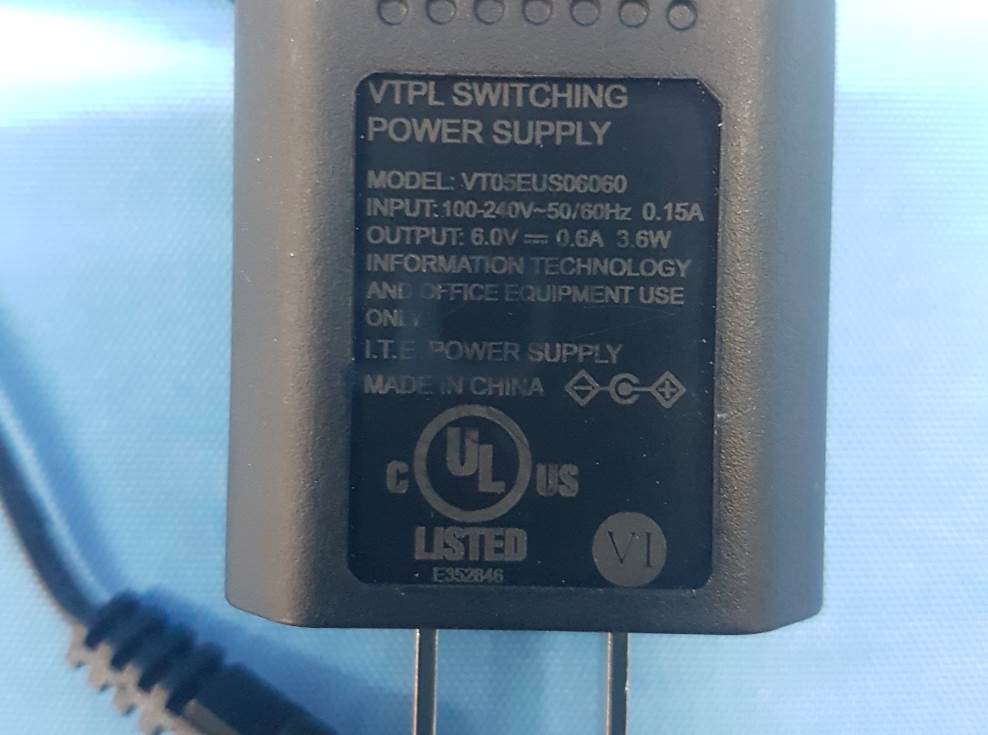 VTPL SWITCHING
POWER SUPPLY
MODEL: VT05EUS06060
INPUT: 100-240V~50/60Hz 0.15A
OUTPUT: 6.0V ⎓ 0.6A 3.6W
INFORMATION TECHNOLOGY
AND OFFICE EQUIPMENT USE
ONLY
I.T.E POWER SUPPLY
MADE IN CHINA
C UL US
LISTED
E352846
VI